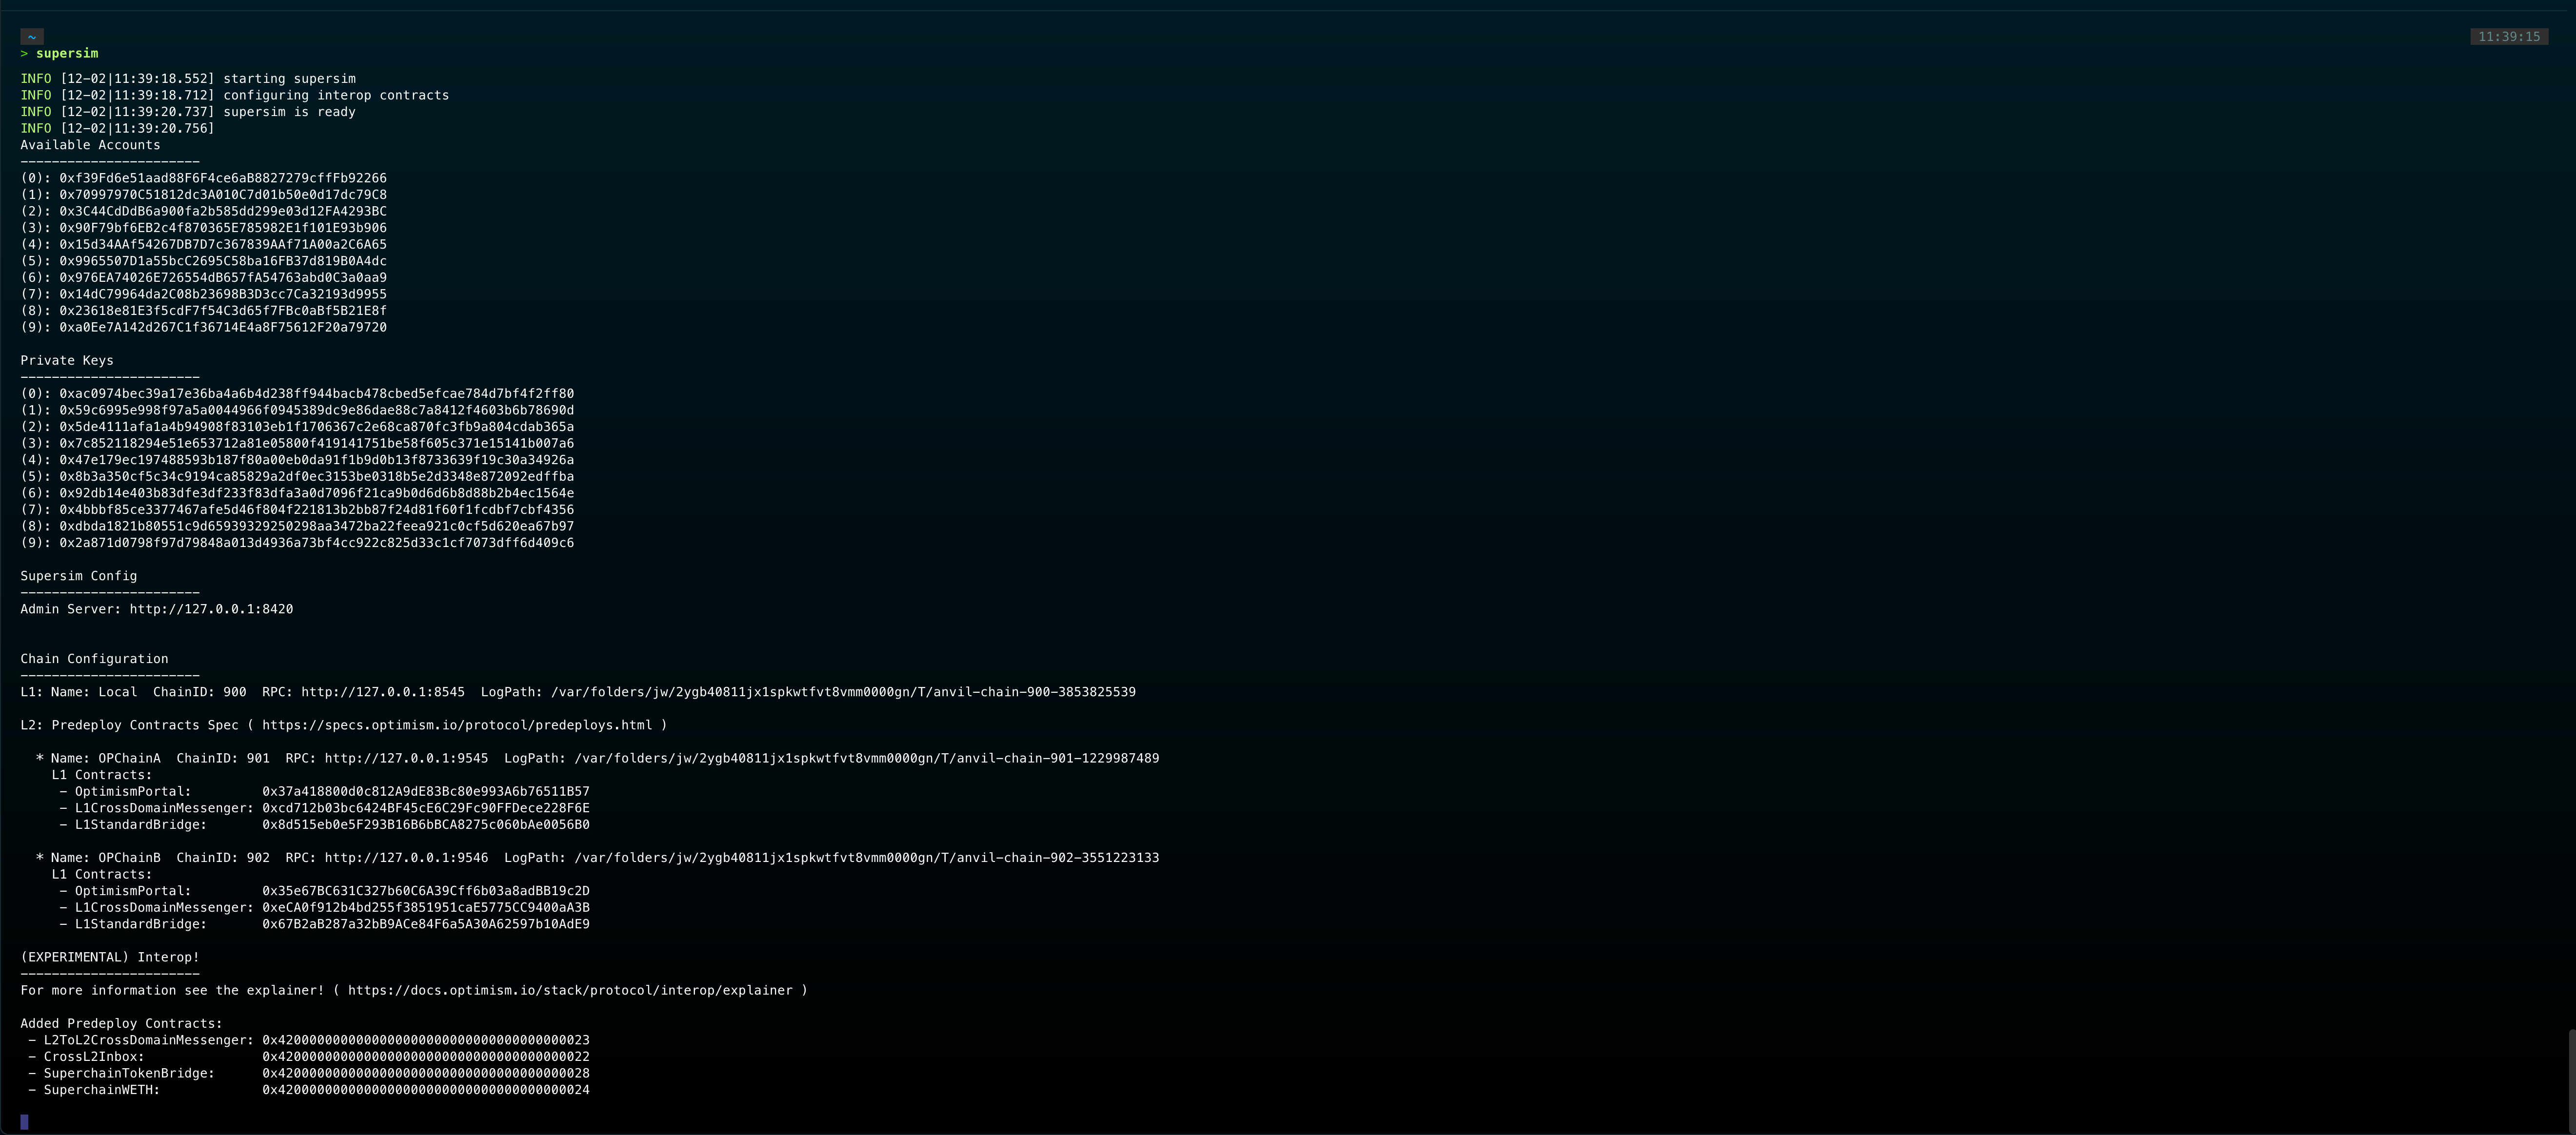 ~
11:39:15
> supersim
INFO [12-02|11:39:18.552] starting supersim
INFO [12-02|11:39:18.712] configuring interop contracts
INFO [12-02|11:39:20.737] supersim is ready
INFO [12-02|11:39:20.756]
Available Accounts
-----------------------
(0): 0xf39Fd6e51aad88F6F4ce6aB8827279cffFb92266
(1): 0x70997970C51812dc3A010C7d01b50e0d17dc79C8
(2): 0x3C44CdDdB6a900fa2b585dd299e03d12FA4293BC
(3): 0x90F79bf6EB2c4f870365E785982E1f101E93b906
(4): 0x15d34AAf54267DB7D7c367839AAf71A00a2C6A65
(5): 0x9965507D1a55bcC2695C58ba16FB37d819B0A4dc
(6): 0x976EA74026E726554dB657fA54763abd0C3a0aa9
(7): 0x14dC79964da2C08b23698B3D3cc7Ca32193d9955
(8): 0x23618e81E3f5cdF7f54C3d65f7FBc0aBf5B21E8f
(9): 0xa0Ee7A142d267C1f36714E4a8F75612F20a79720
Private Keys
-----------------------
(0): 0xac0974bec39a17e36ba4a6b4d238ff944bacb478cbed5efcae784d7bf4f2ff80
(1): 0x59c6995e998f97a5a0044966f0945389dc9e86dae88c7a8412f4603b6b78690d
(2): 0x5de4111afa1a4b94908f83103eb1f1706367c2e68ca870fc3fb9a804cdab365a
(3): 0x7c852118294e51e653712a81e05800f419141751be58f605c371e15141b007a6
(4): 0x47e179ec197488593b187f80a00eb0da91f1b9d0b13f8733639f19c30a34926a
(5): 0x8b3a350cf5c34c9194ca85829a2df0ec3153be0318b5e2d3348e872092edffba
(6): 0x92db14e403b83dfe3df233f83dfa3a0d7096f21ca9b0d6d6b8d88b2b4ec1564e
(7): 0x4bbbf85ce3377467afe5d46f804f221813b2bb87f24d81f60f1fcdbf7cbf4356
(8): 0xdbda1821b80551c9d65939329250298aa3472ba22feea921c0cf5d620ea67b97
(9): 0x2a871d0798f97d79848a013d4936a73bf4cc922c825d33c1cf7073dff6d409c6
Supersim Config
-----------------------
Admin Server: http://127.0.0.1:8420
Chain Configuration
-----------------------
L1: Name: Local  ChainID: 900  RPC: http://127.0.0.1:8545  LogPath: /var/folders/jw/2ygb40811jx1spkwtfvt8vmm0000gn/T/anvil-chain-900-3853825539
L2: Predeploy Contracts Spec ( https://specs.optimism.io/protocol/predeploys.html )
* Name: OPChainA  ChainID: 901  RPC: http://127.0.0.1:9545  LogPath: /var/folders/jw/2ygb40811jx1spkwtfvt8vmm0000gn/T/anvil-chain-901-1229987489
L1 Contracts:
- OptimismPortal:         0x37a418800d0c812A9dE83Bc80e993A6b76511B57
- L1CrossDomainMessenger: 0xcd712b03bc6424BF45cE6C29Fc90FFDece228F6E
- L1StandardBridge:       0x8d515eb0e5F293B16B6bBCA8275c060bAe0056B0
* Name: OPChainB  ChainID: 902  RPC: http://127.0.0.1:9546  LogPath: /var/folders/jw/2ygb40811jx1spkwtfvt8vmm0000gn/T/anvil-chain-902-3551223133
L1 Contracts:
- OptimismPortal:         0x35e67BC631C327b60C6A39Cff6b03a8adBB19c2D
- L1CrossDomainMessenger: 0xeCA0f912b4bd255f3851951caE5775CC9400aA3B
- L1StandardBridge:       0x67B2aB287a32bB9ACe84F6a5A30A62597b10AdE9
(EXPERIMENTAL) Interop!
-----------------------
For more information see the explainer! ( https://docs.optimism.io/stack/protocol/interop/explainer )
Added Predeploy Contracts:
- L2ToL2CrossDomainMessenger: 0x4200000000000000000000000000000000000023
- CrossL2Inbox:               0x4200000000000000000000000000000000000022
- SuperchainTokenBridge:      0x4200000000000000000000000000000000000028
- SuperchainWETH:             0x4200000000000000000000000000000000000024